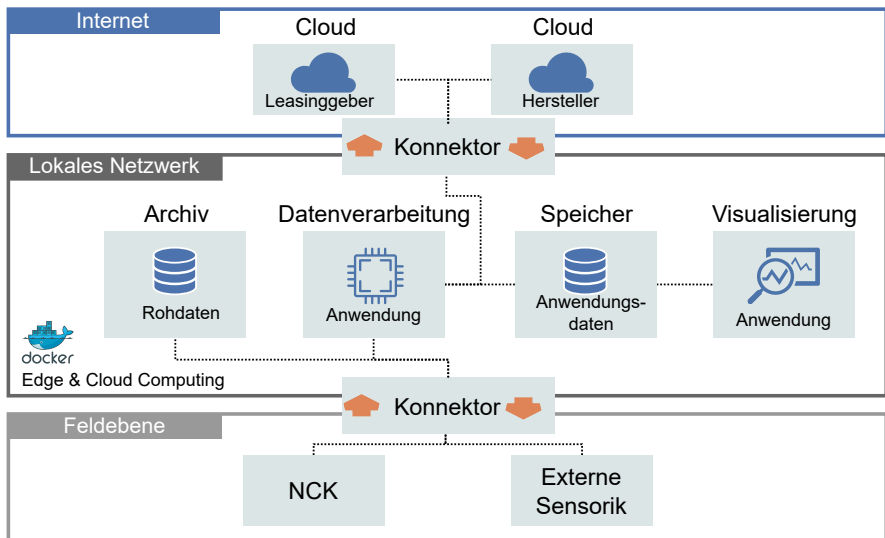 Internet
Cloud
Cloud
Leasinggeber
Hersteller
Konnektor
Lokales Netzwerk
Archiv
Datenverarbeitung
Speicher
Visualisierung
Rohdaten
Anwendung
Anwendungs-
daten
Anwendung
docker
Edge & Cloud Computing
Konnektor
Feldebene
NCK
Externe
Sensorik